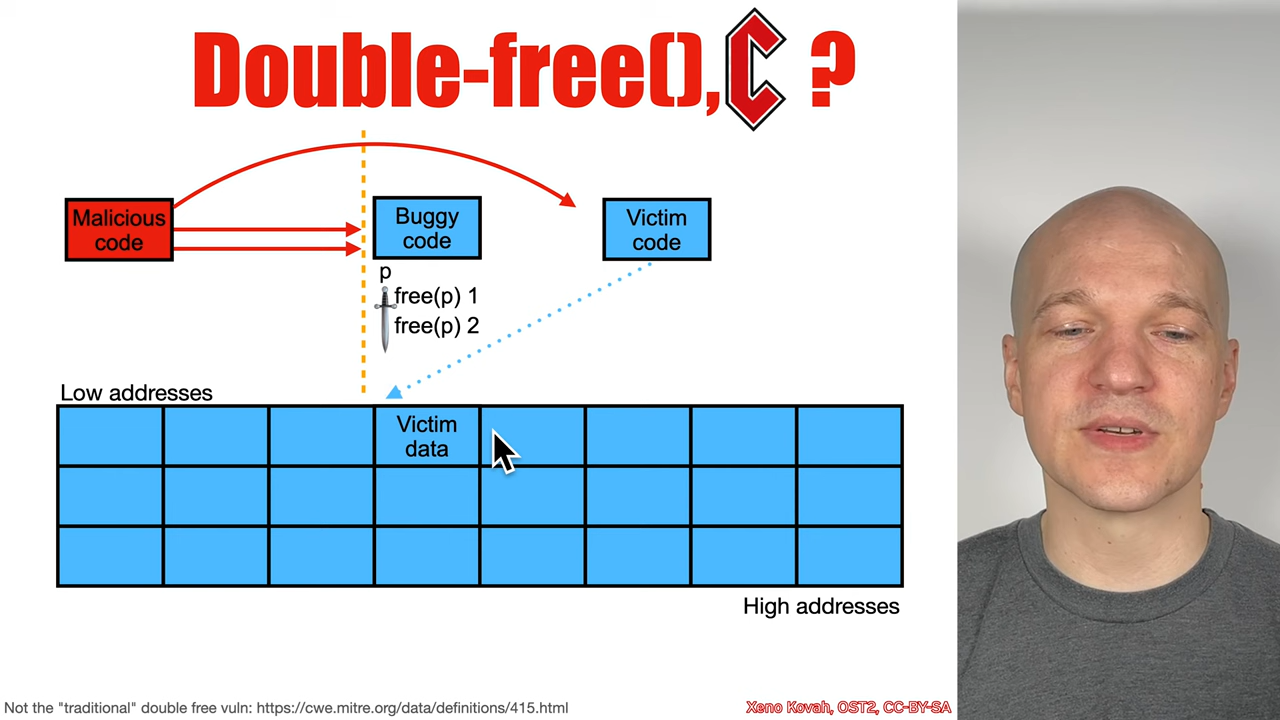 Double-free(),C ?
Malicious
code
Buggy
code
Victim
code
p
free(p) 1
free(p) 2
Low addresses
Victim
data
High addresses
Not the "traditional" double free vuln: https://cwe.mitre.org/data/definitions/415.html
Xeno Kovah, OST2, CC-BY-SA